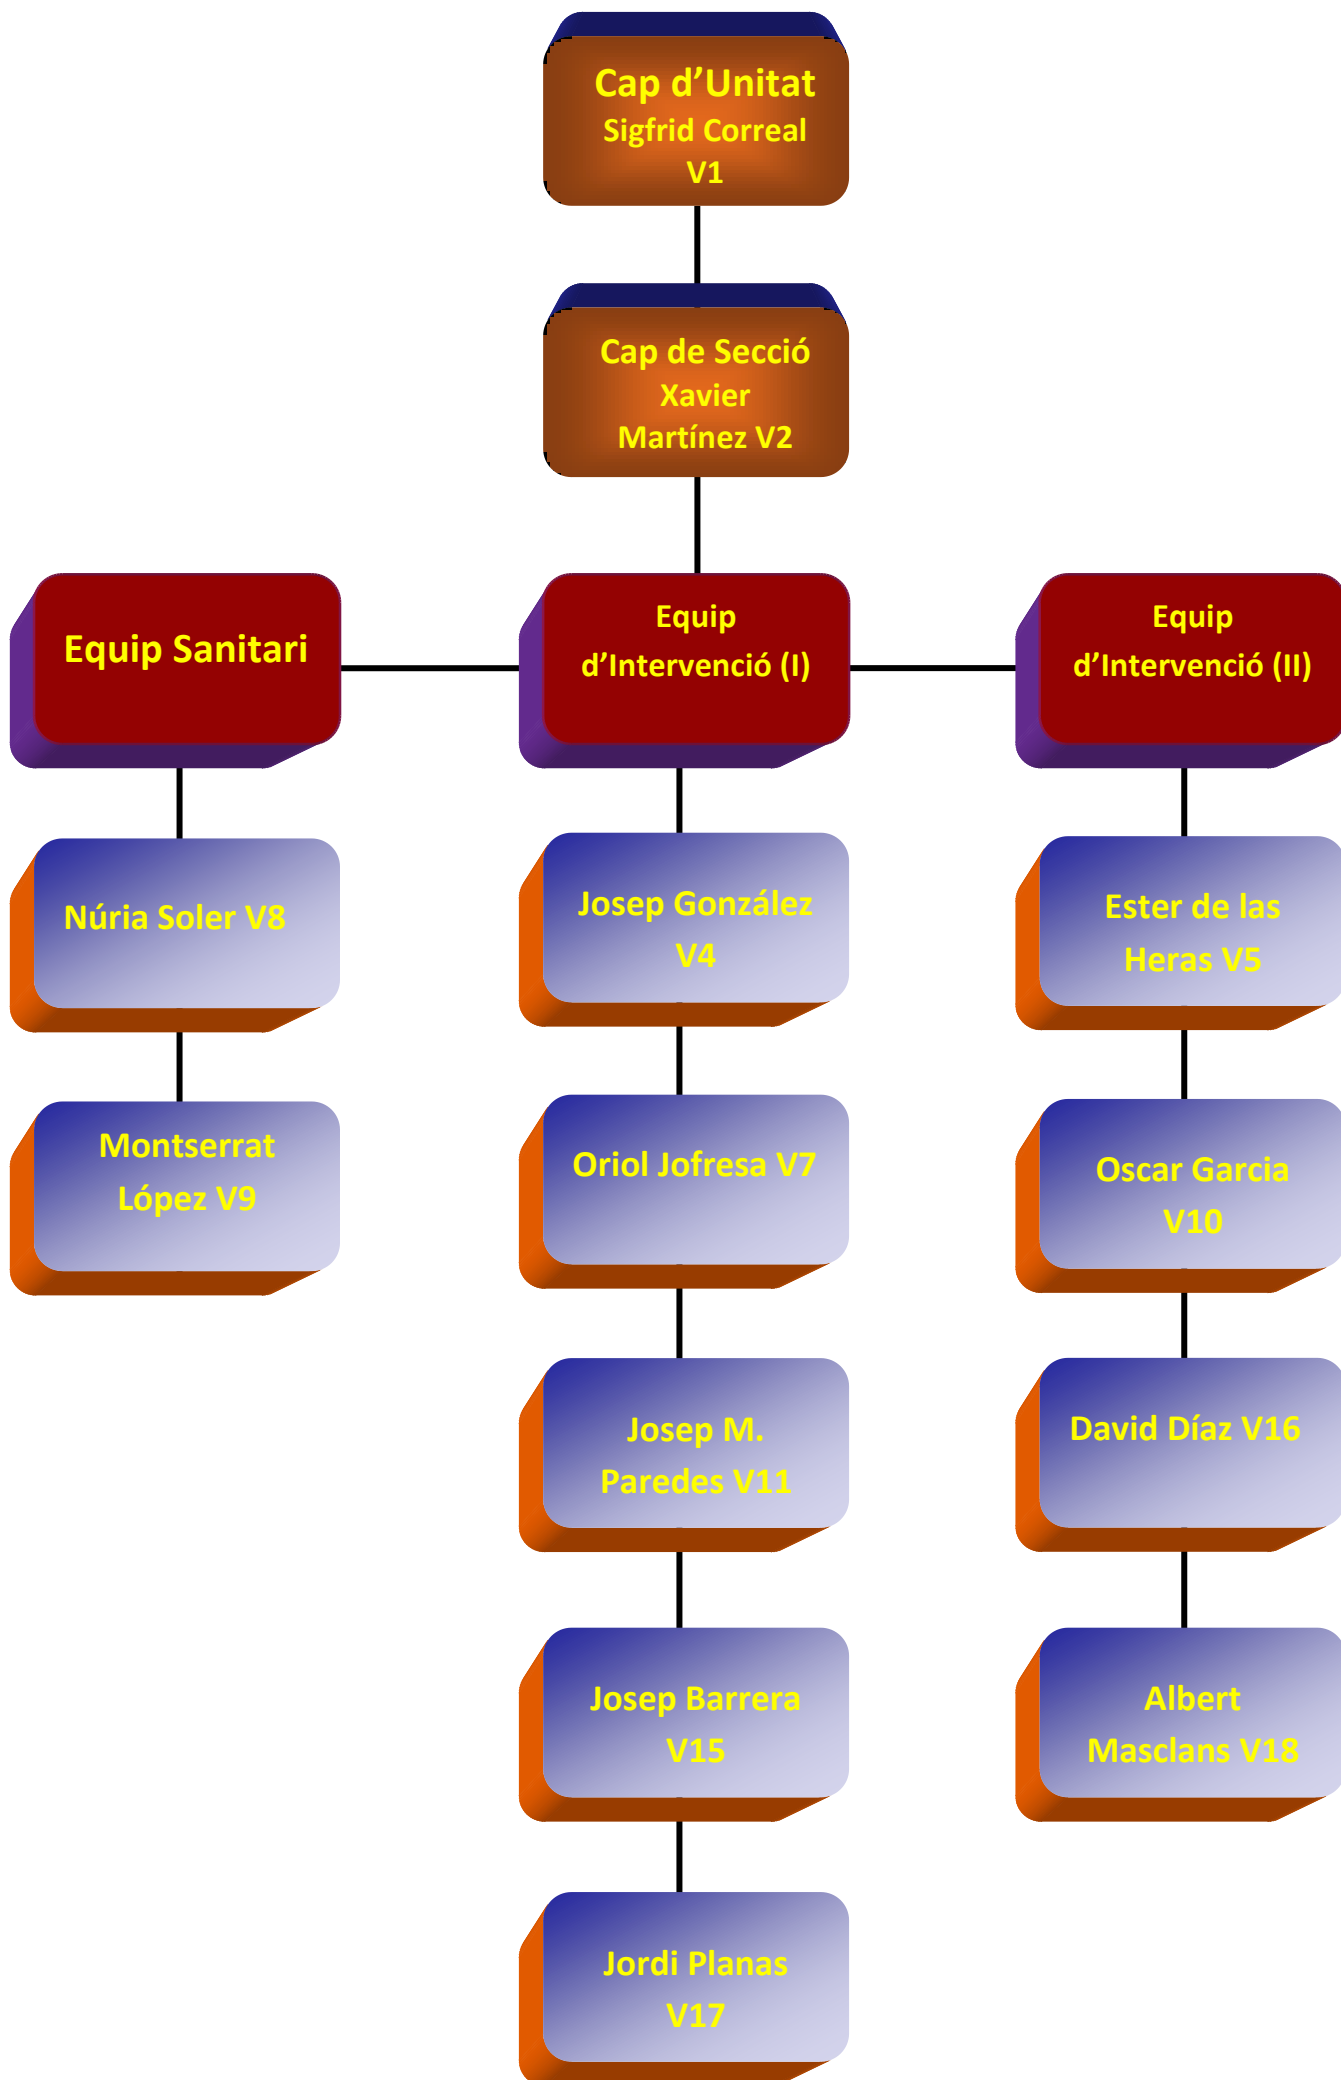 Cap d’Unitat
Sigfrid Correal
V1
Cap de Secció
Xavier
Martínez V2
Equip Sanitari
Equip
d’Intervenció (I)
Equip
d’Intervenció (II)
Núria Soler V8
Montserrat
López V9
Josep González
V4
Oriol Jofresa V7
Josep M.
Paredes V11
Josep Barrera
V15
Jordi Planas
V17
Ester de las
Heras V5
Oscar Garcia
V10
David Díaz V16
Albert
Masclans V18